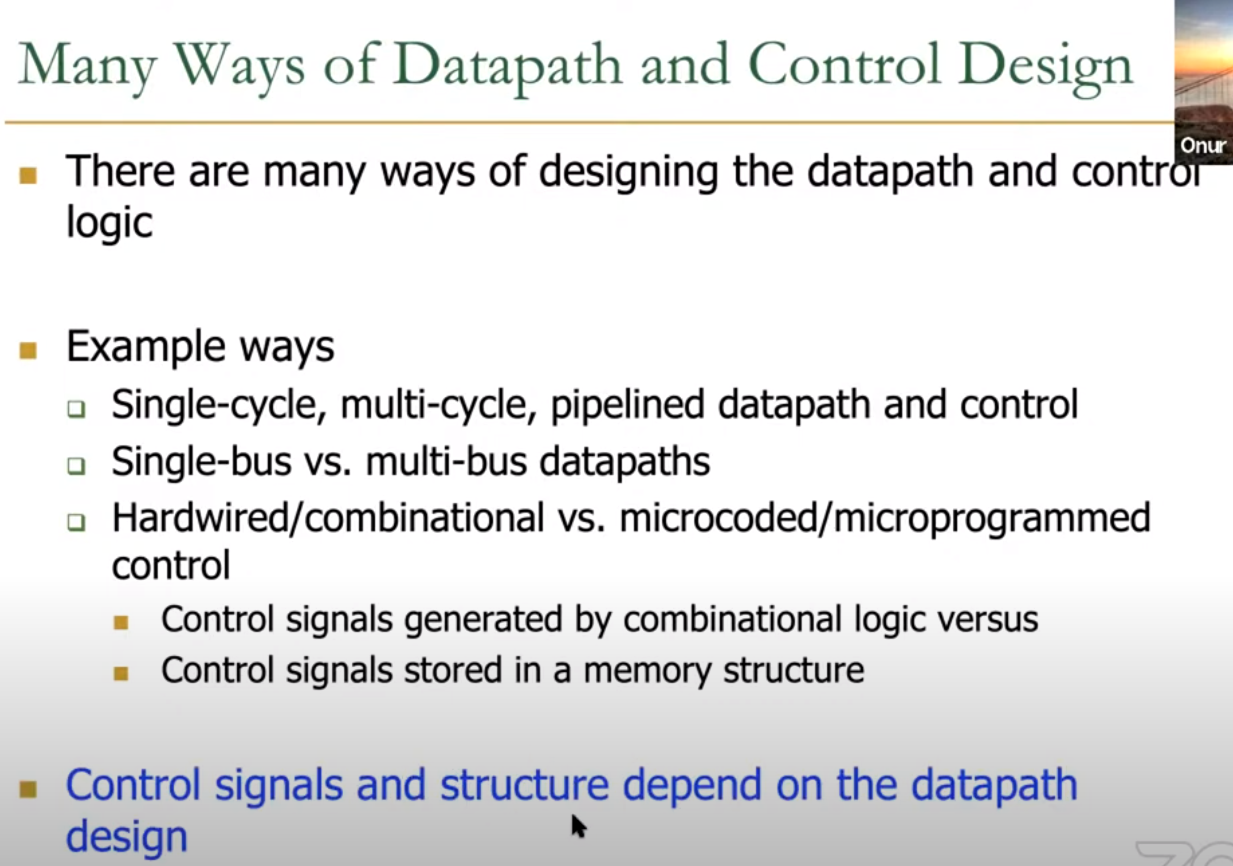 Many Ways of Datapath and Control Design
Onur
There are many ways of designing the datapath and control
logic
Example ways
Single-cycle, multi-cycle, pipelined datapath and control
Single-bus vs. multi-bus datapaths
Hardwired/combinational vs. microcoded/microprogrammed
control
Control signals generated by combinational logic versus
Control signals stored in a memory structure
Control signals and structure depend on the datapath
design